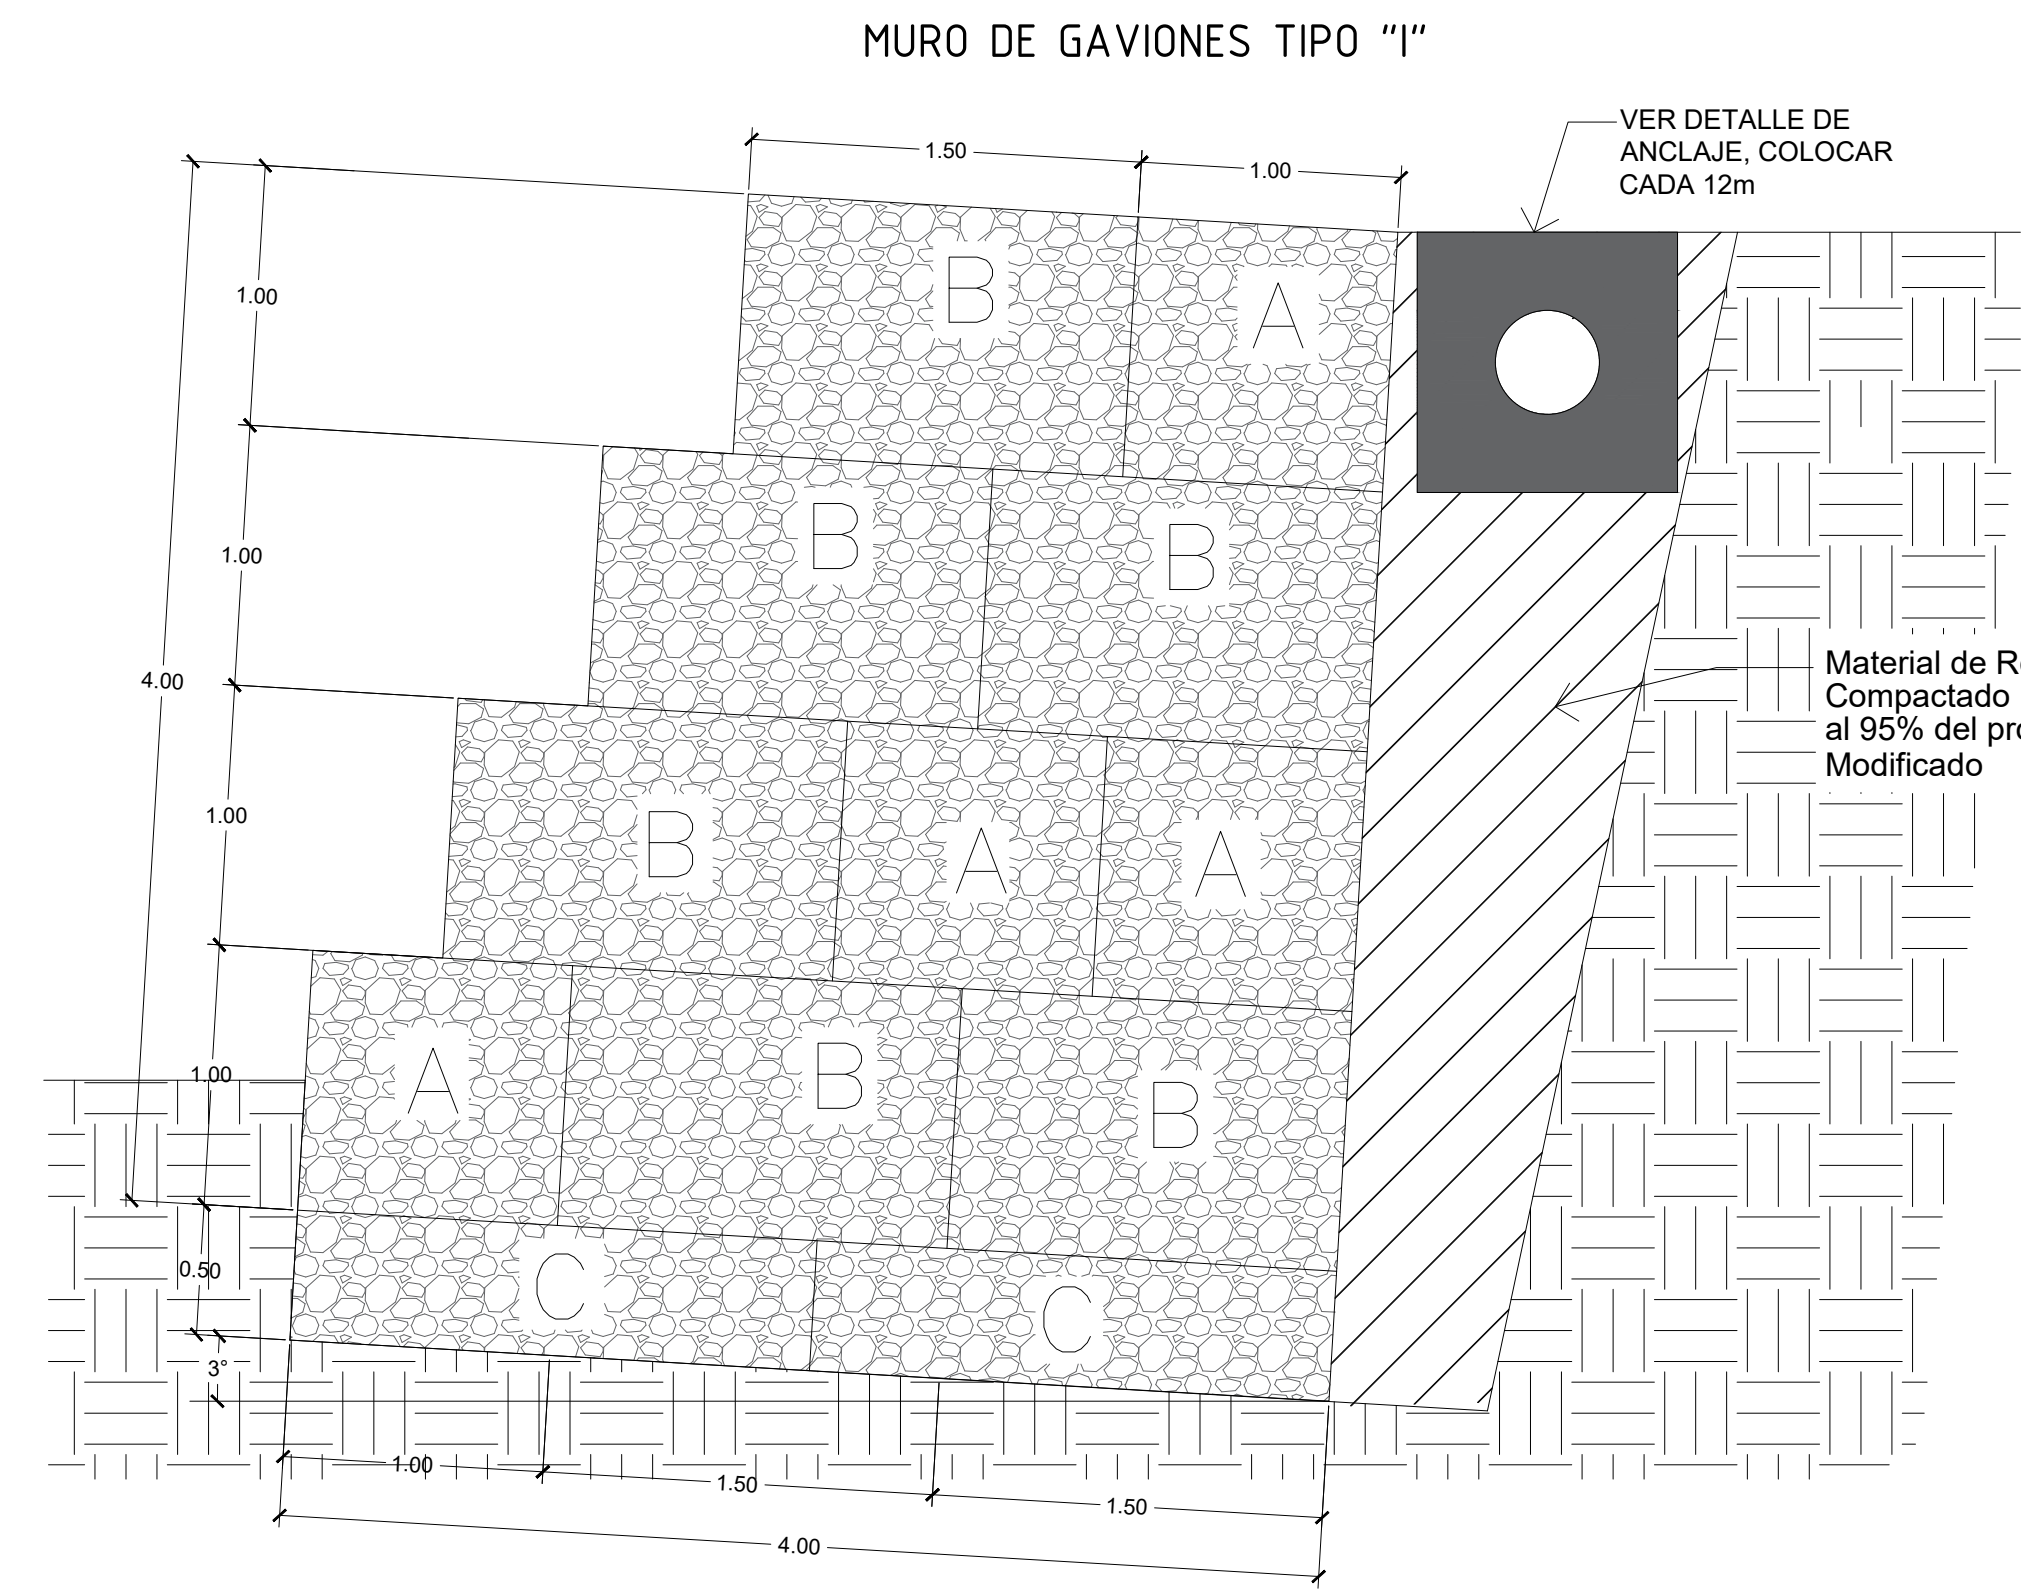 MURO DE GAVIONES TIPO "I"
VER DETALLE DE
ANCLAJE, COLOCAR
CADA 12m
1.50
1.00
1.00
B
A
1.00
B
B
4.00
Material de
Compactado
al 95% del
Modificado
1.00
B
A
A
1.00
A
B
B
0.50
C
C
3°
1.00
1.50
1.50
4.00